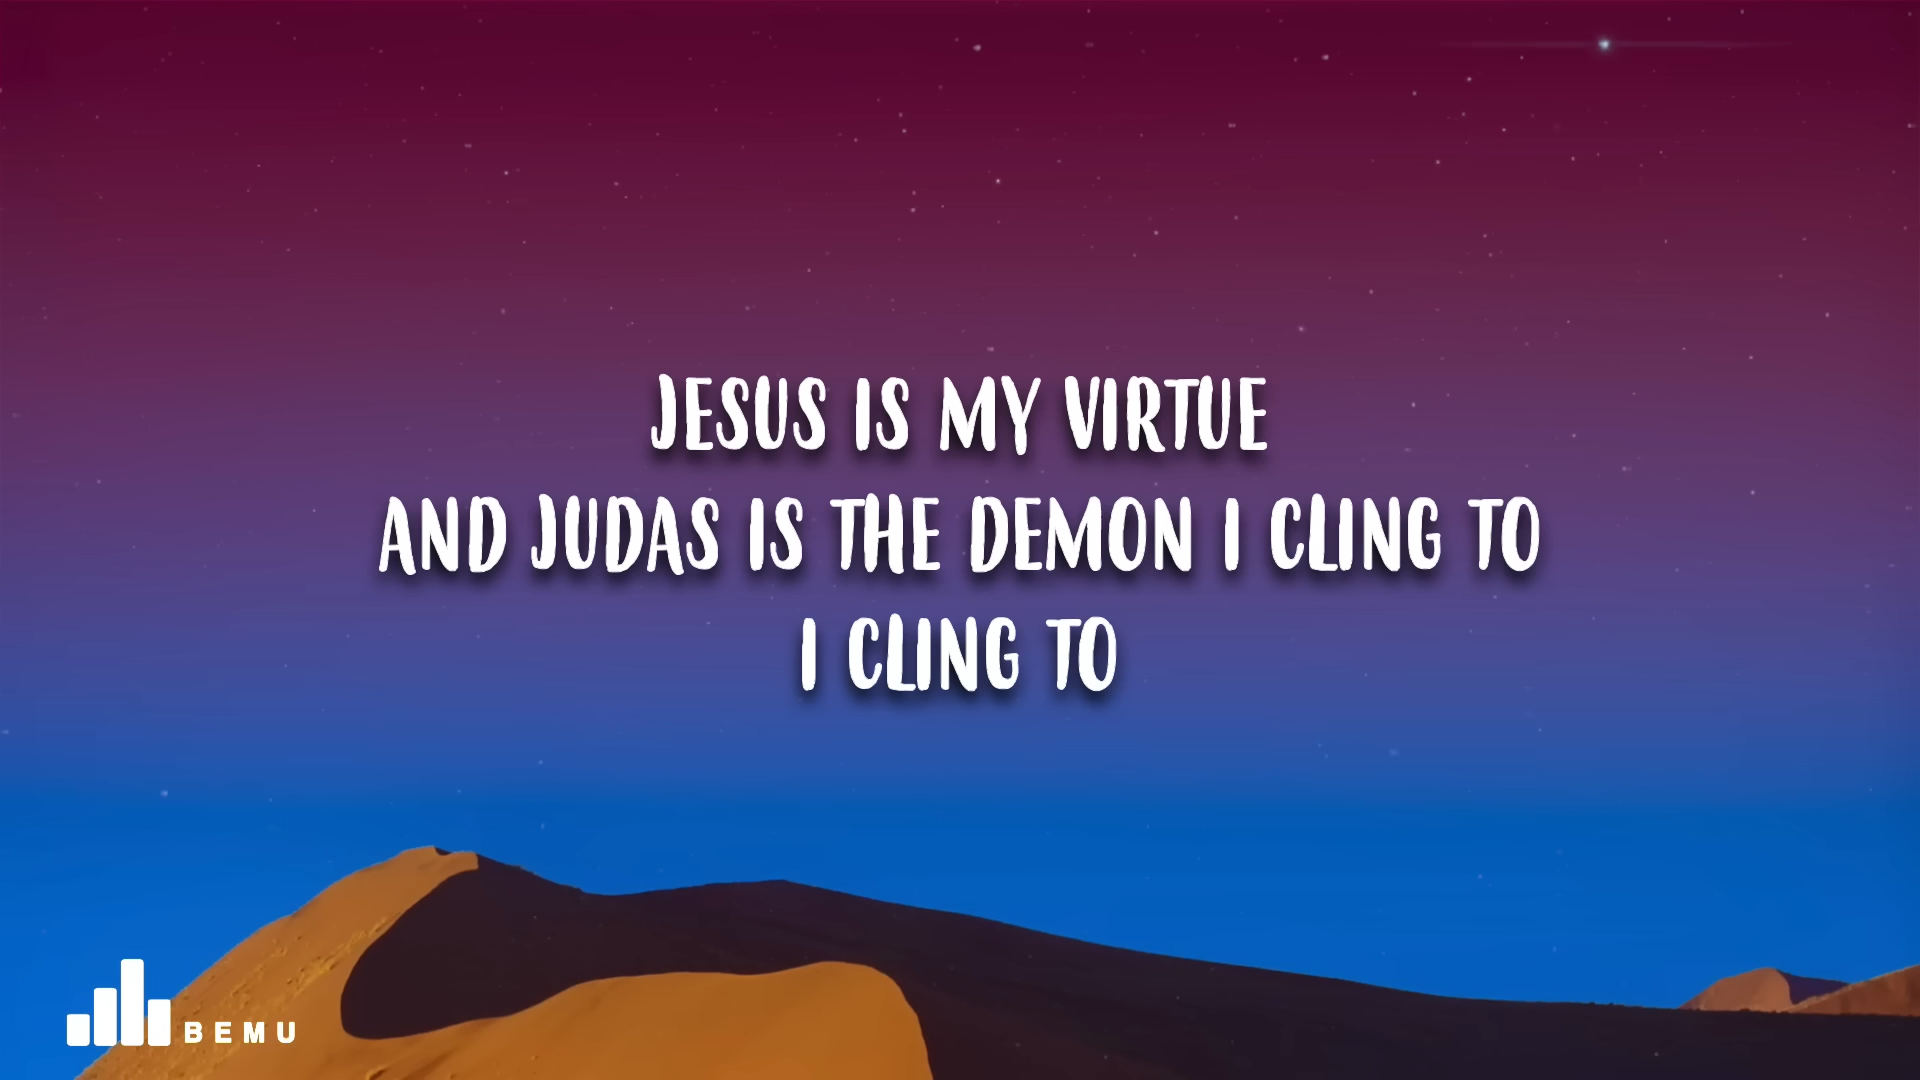 JESUS IS MY VIRTUE
AND JUDAS IS THE DEMON I CLING TO
I CLING TO
BEMU